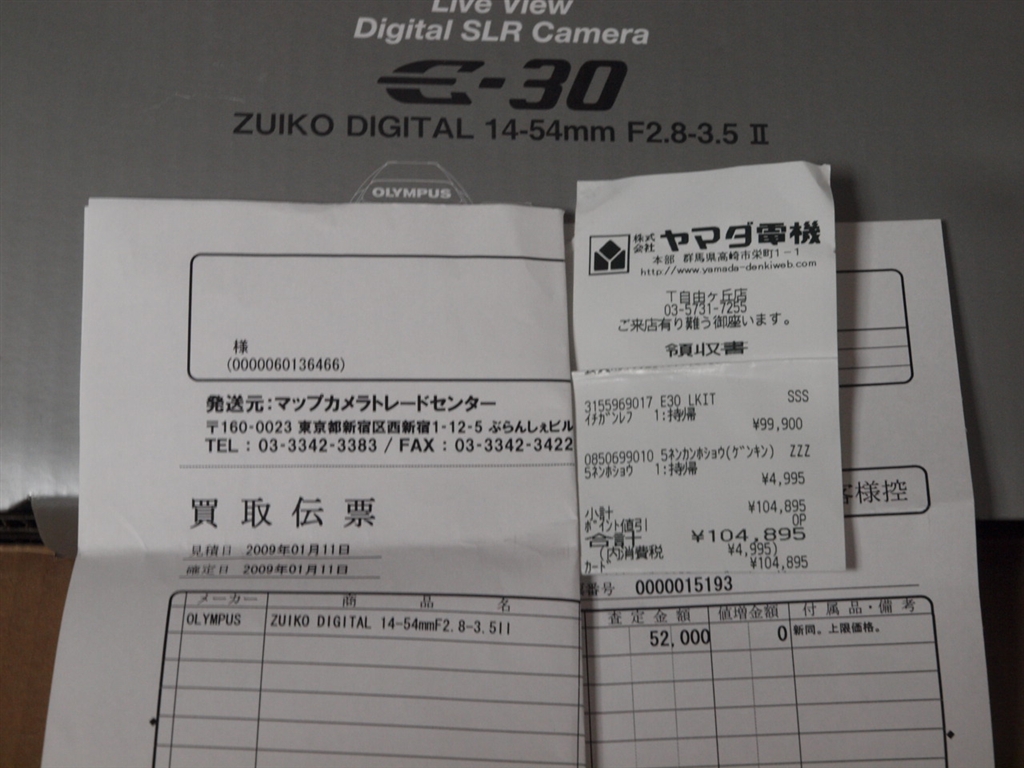 Live View
Digital SLR Camera
E-30
ZUIKO DIGITAL 14-54mm F2.8-3.5 II
OLYMPUS
様
(0000060136466)
発送元:マップカメラトレードセンター
〒160-0023 東京都新宿区西新宿1-12-5 ぶらんしぇビル
TEL : 03-3342-3383 / FAX : 03-3342-3422
買取伝票
見積日 2009年01月11日
確定日 2009年01月11日
メーカー 商品名
OLYMPUS ZUIKO DIGITAL 14-54mmF2.8-3.5II
株式会社 ヤマダ電機
本部 群馬県高崎市栄町1-1
http://www.yamada-denkiweb.com
T自由ヶ丘店
03-5731-7255
ご来店有り難う御座います。
領収書
3155969017 E30 LKIT SSS
イチガンレフ 1:持帰
¥99,900
0850699010 5ネンカンホショウ(ゲンキン) ZZZ
5ネンホショウ 1:持帰
¥4,995
小計 ¥104,895
ポイント値引 0P
合計 ¥104,895
(内消費税 ¥4,995)
カード ¥104,895
客様控
番号 0000015193
査定金額 値増金額 付属品・備考
52,000 0 新同。上限価格。